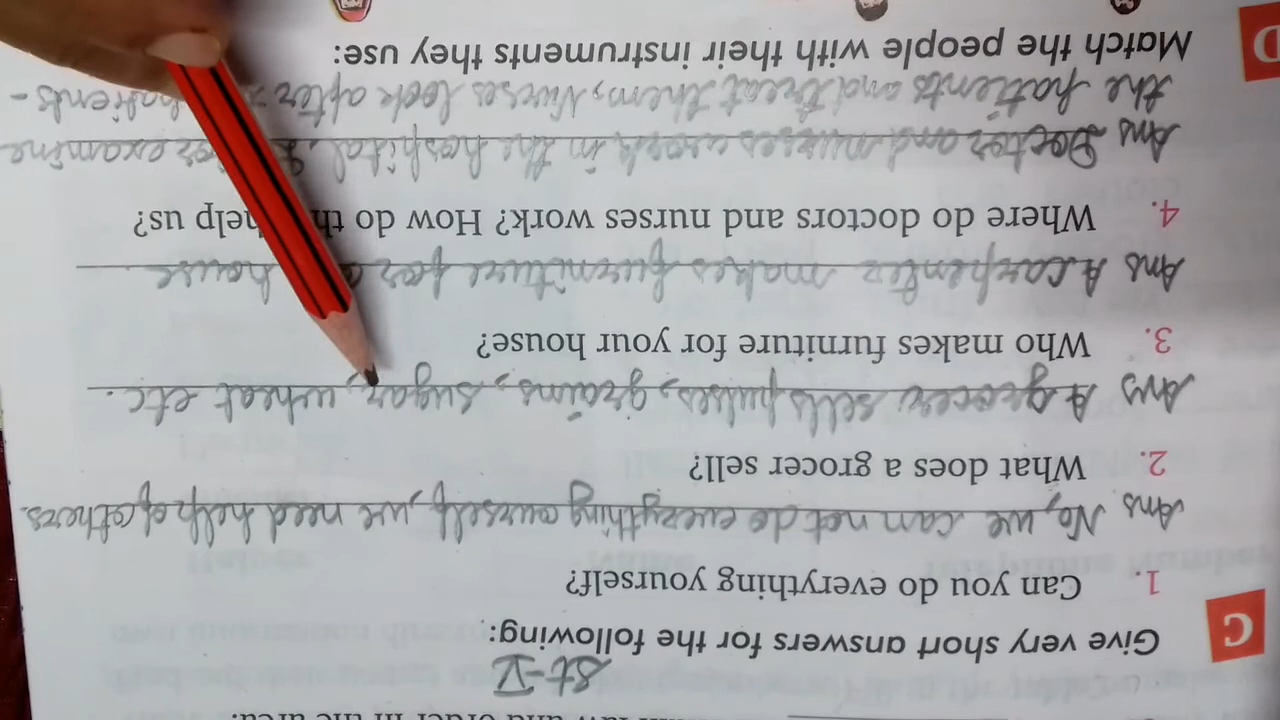 St-V
C Give very short answers for the following:
1. Can you do everything yourself?
Ans No, we can not do everything ourself, we need help of others.
2. What does a grocer sell?
Ans A grocer sells pulses, grains, sugar, wheat etc.
3. Who makes furniture for your house?
Ans A carpenter makes furniture for house
4. Where do doctors and nurses work? How do help us?
Ans Doctor and nurses work in the hospital. examine
the patients and treat them, Nurses look after patients-
D Match the people with their instruments they use: